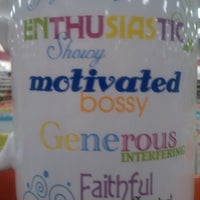 ENTHUSIASTIC
Showy
motivated
bossy
Generous
INTERFERING
Faithful